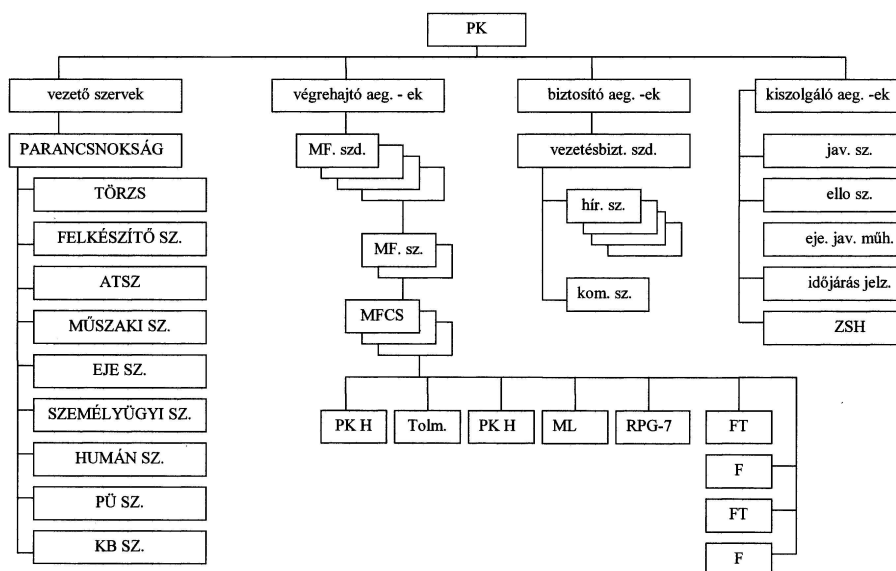 PK
vezető szervek
végrehajtó aeg. - ek
biztosító aeg. -ek
kiszolgáló aeg. -ek
PARANCSNOKSÁG
TÖRZS
FELKÉSZÍTŐ SZ.
ATSZ
MŰSZAKI SZ.
EJE SZ.
SZEMÉLYÜGYI SZ.
HUMÁN SZ.
PÜ SZ.
KB SZ.
MF. szd.
MF. sz.
MFCS
PK H
Tolm.
PK H
ML
RPG-7
FT
F
FT
F
vezetésbizt. szd.
hír. sz.
kom. sz.
jav. sz.
ello sz.
eje. jav. műh.
időjárás jelz.
ZSH